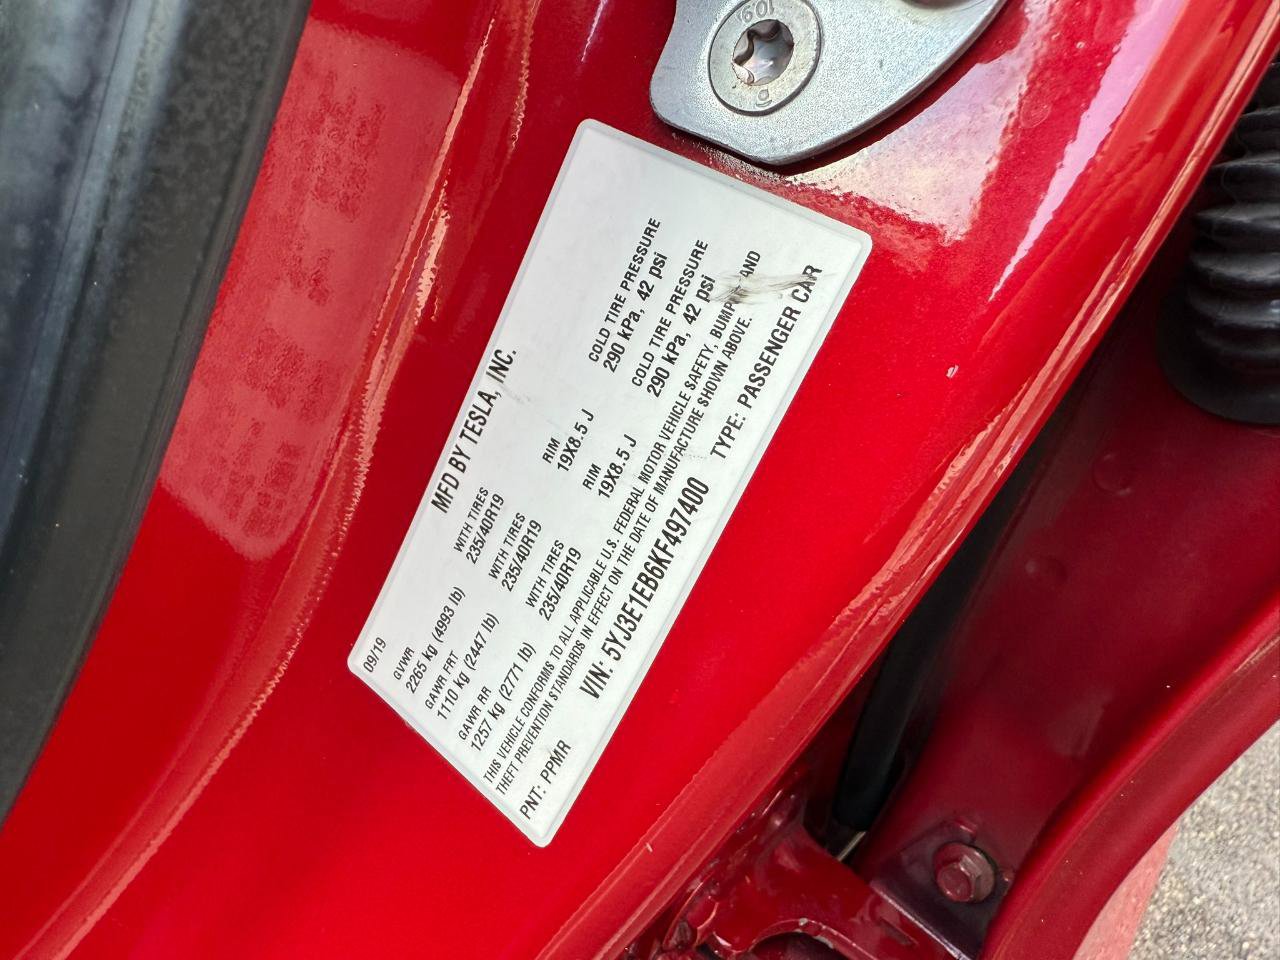 MFD BY TESLA, INC.
09/19
GVWR
2265 kg (4993 lb)
WITH TIRES
235/40R19
RIM
19X8.5 J
COLD TIRE PRESSURE
290 kPa, 42 psi
GAWR FRT
1110 kg (2447 lb)
WITH TIRES
235/40R19
RIM
19X8.5 J
COLD TIRE PRESSURE
290 kPa, 42 psi
GAWR RR
1257 kg (2771 lb)
WITH TIRES
235/40R19
THIS VEHICLE CONFORMS TO ALL APPLICABLE U.S. FEDERAL MOTOR VEHICLE SAFETY, AND
THEFT PREVENTION STANDARDS IN EFFECT ON THE DATE OF MANUFACTURE SHOWN ABOVE.
PNT: PPMR
VIN: 5YJ3E1EB6KF497400
TYPE: PASSENGER CAR
10.9